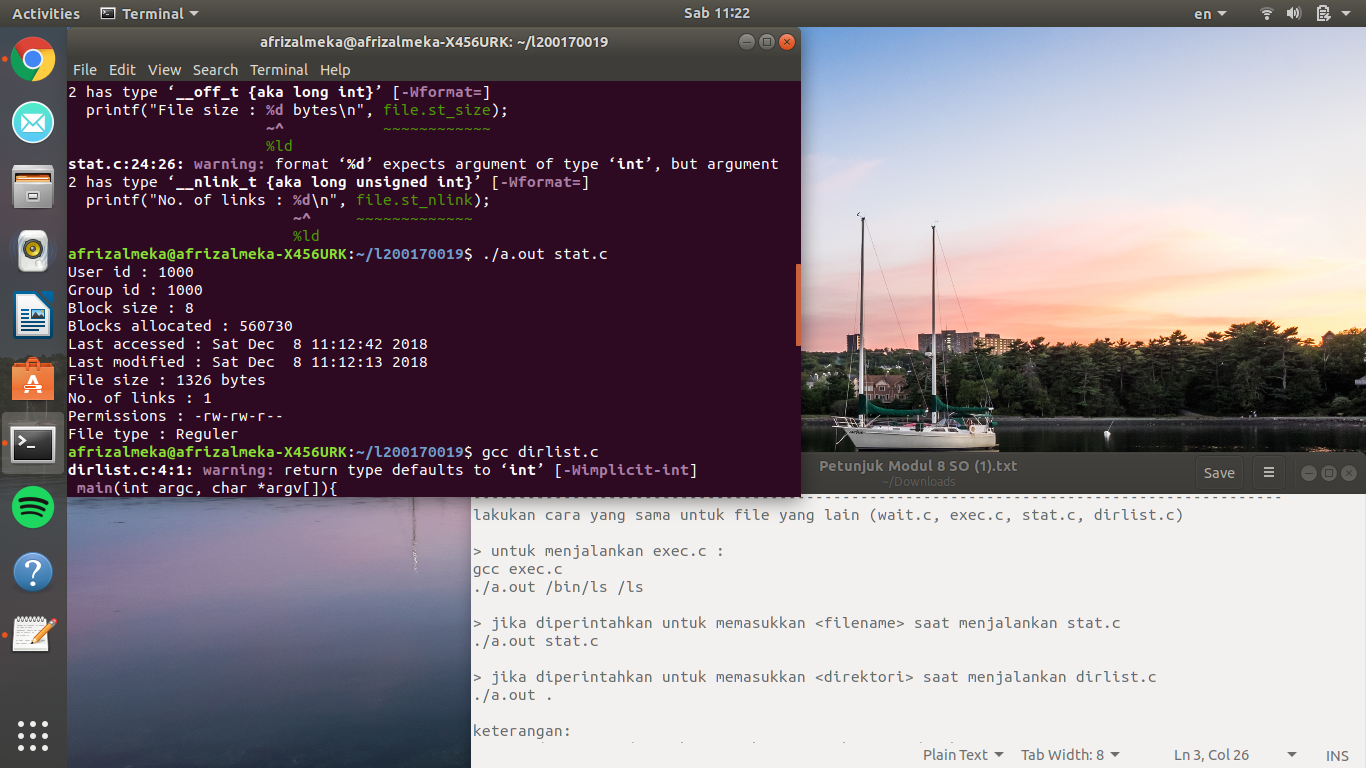 Activities
Terminal
Sab 11:22
en
afrizalmeka@afrizalmeka-X456URK: ~/l200170019
File Edit View Search Terminal Help
2 has type ‘__off_t {aka long int}’ [-Wformat=]
printf("File size : %d bytes\n", file.st_size);
~^ ~~~~~~~~~~~~
%ld
stat.c:24:26: warning: format ‘%d’ expects argument of type ‘int’, but argument
2 has type ‘__nlink_t {aka long unsigned int}’ [-Wformat=]
printf("No. of links : %d\n", file.st_nlink);
~^ ~~~~~~~~~~~~~
%ld
afrizalmeka@afrizalmeka-X456URK:~/l200170019$ ./a.out stat.c
User id : 1000
Group id : 1000
Block size : 8
Blocks allocated : 560730
Last accessed : Sat Dec  8 11:12:42 2018
Last modified : Sat Dec  8 11:12:13 2018
File size : 1326 bytes
No. of links : 1
Permissions : -rw-rw-r--
File type : Reguler
afrizalmeka@afrizalmeka-X456URK:~/l200170019$ gcc dirlist.c
dirlist.c:4:1: warning: return type defaults to ‘int’ [-Wimplicit-int]
main(int argc, char *argv[]){
Petunjuk Modul 8 SO (1).txt
~/Downloads
Save
lakukan cara yang sama untuk file yang lain (wait.c, exec.c, stat.c, dirlist.c)
> untuk menjalankan exec.c :
gcc exec.c
./a.out /bin/ls /ls
> jika diperintahkan untuk memasukkan <filename> saat menjalankan stat.c
./a.out stat.c
> jika diperintahkan untuk memasukkan <direktori> saat menjalankan dirlist.c
./a.out .
keterangan:
Plain Text
Tab Width: 8
Ln 3, Col 26
INS